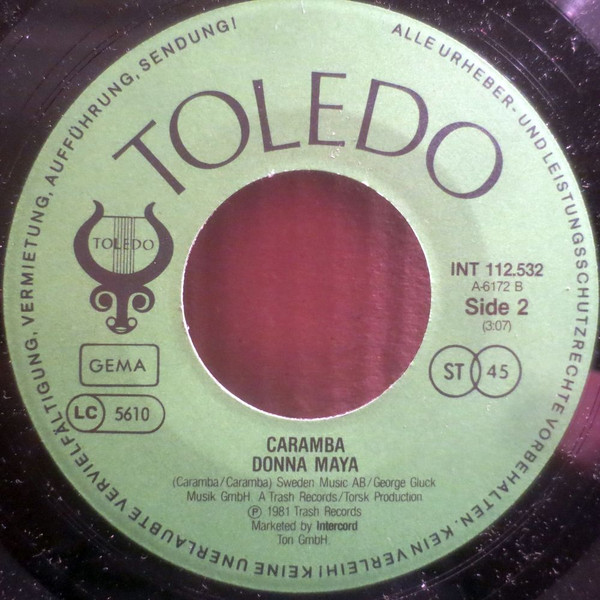 ALLE URHEBER- UND LEISTUNGSSCHUTZRECHTE VORBEHALTEN. KEIN VERLEIH! KEINE UNERLAUBTE VERVIELFÄLTIGUNG, VERMIETUNG, AUFFÜHRUNG, SENDUNG!
TOLEDO
TOLEDO
INT 112.532
A-6172 B
Side 2
(3:07)
GEMA
ST 45
LC 5610
CARAMBA
DONNA MAYA
(Caramba/Caramba) Sweden Music AB/George Gluck
Musik GmbH. A Trash Records/Torsk Production
Ⓟ 1981 Trash Records
Marketed by Intercord
Ton GmbH.